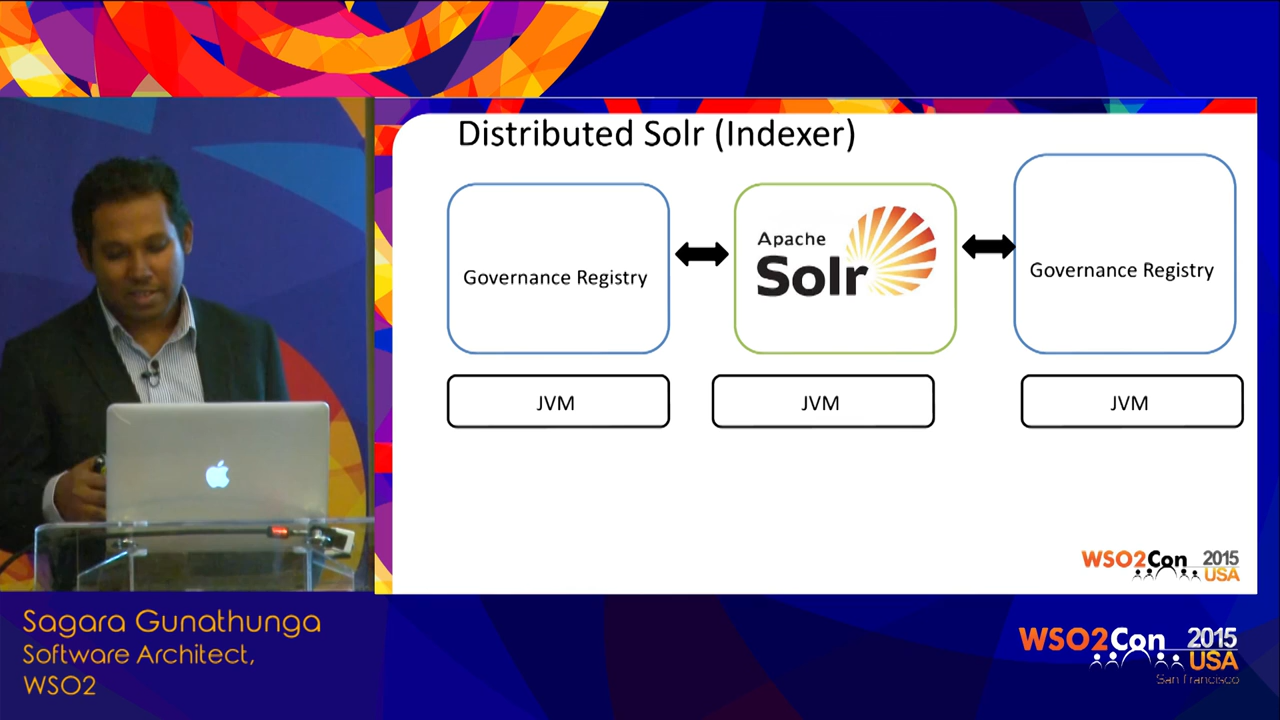 Distributed Solr (Indexer)
Governance Registry
Apache
Solr
Governance Registry
JVM
JVM
JVM
WSO2Con 2015
USA
Sagara Gunathunga
Software Architect,
WSO2
WSO2Con 2015
USA
San Francisco